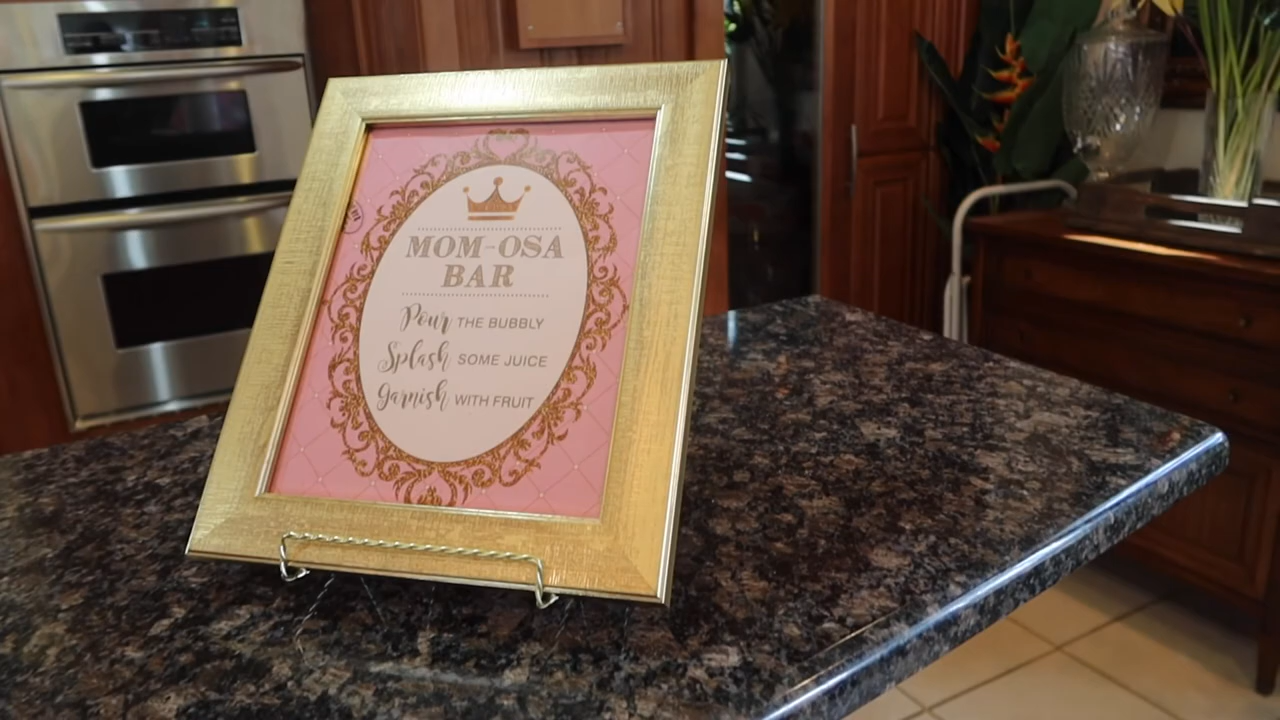 MOM-OSA
BAR
Pour THE BUBBLY
Splash SOME JUICE
Garnish WITH FRUIT